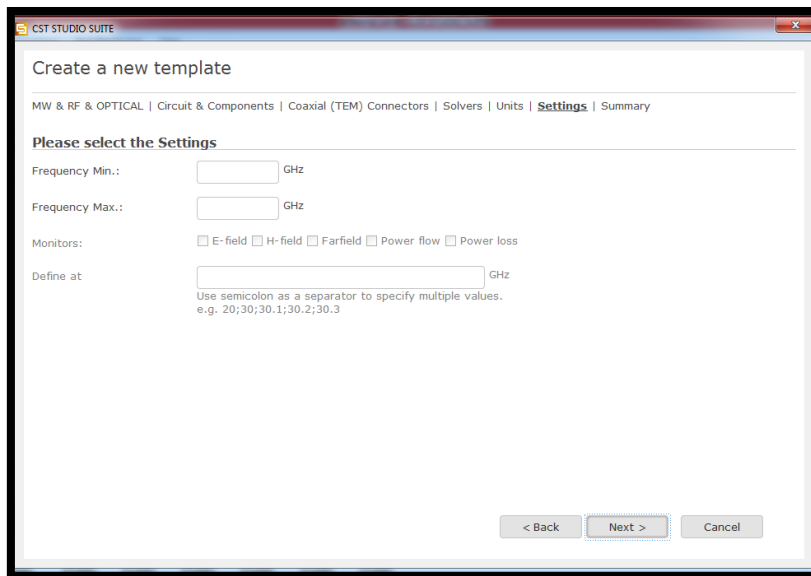 CST STUDIO SUITE
Create a new template
MW & RF & OPTICAL | Circuit & Components | Coaxial (TEM) Connectors | Solvers | Units | Settings | Summary
Please select the Settings
Frequency Min.: GHz
Frequency Max.: GHz
Monitors: E-field H-field Farfield Power flow Power loss
Define at GHz
Use semicolon as a separator to specify multiple values.
e.g. 20;30;30.1;30.2;30.3
< Back Next > Cancel